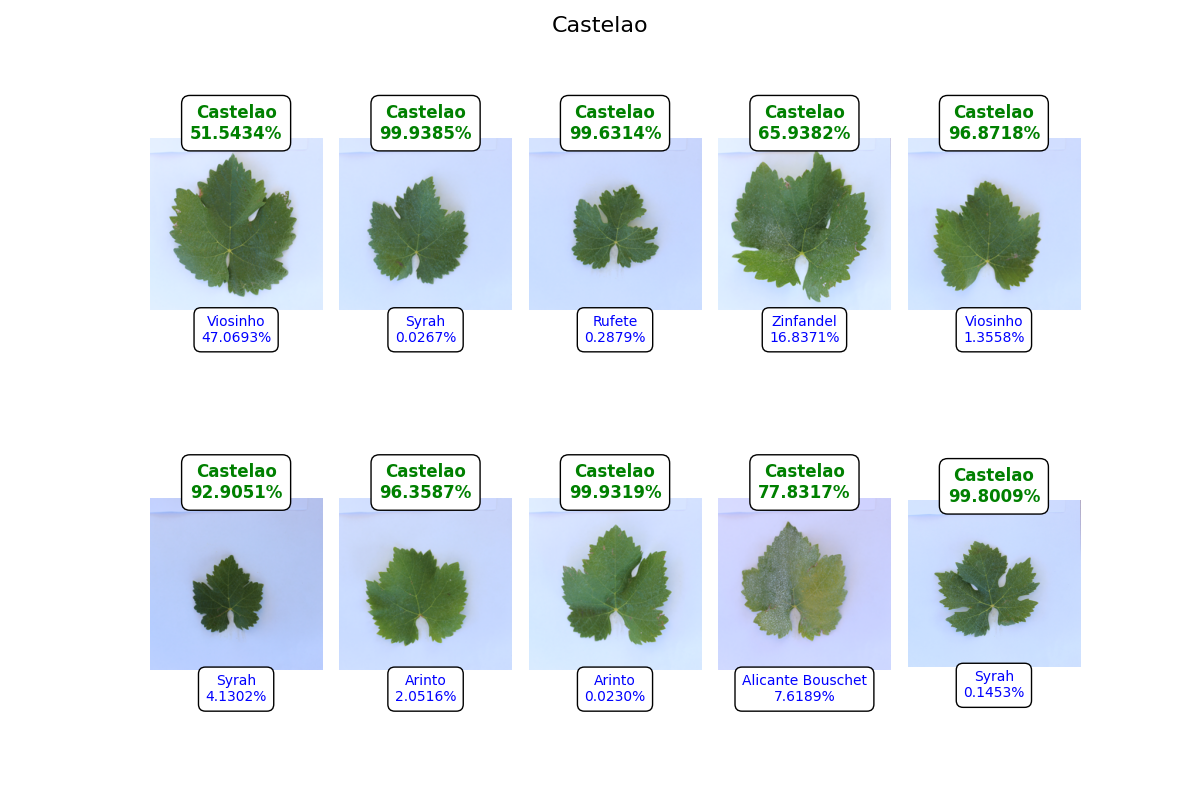 Castelao
Castelao
51.5434%
Castelao
99.9385%
Castelao
99.6314%
Castelao
65.9382%
Castelao
96.8718%
Viosinho
47.0693%
Syrah
0.0267%
Rufete
0.2879%
Zinfandel
16.8371%
Viosinho
1.3558%
Castelao
92.9051%
Castelao
96.3587%
Castelao
99.9319%
Castelao
77.8317%
Castelao
99.8009%
Syrah
4.1302%
Arinto
2.0516%
Arinto
0.0230%
Alicante Bouschet
7.6189%
Syrah
0.1453%